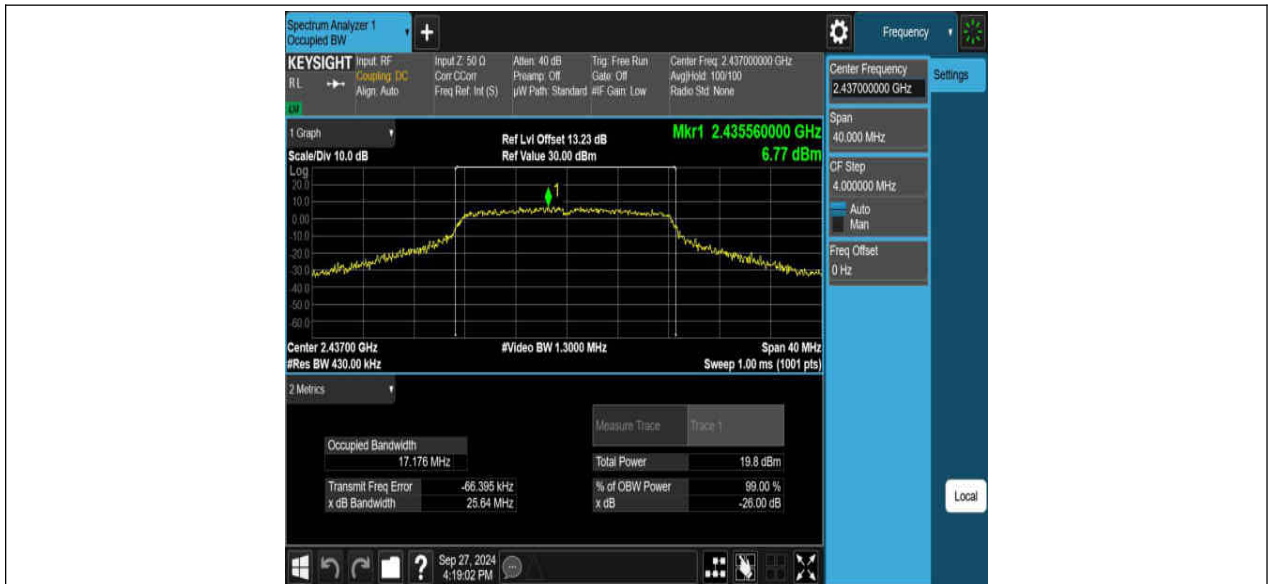 Spectrum Analyzer 1
Occupied BW
+
Frequency
KEYSIGHT
Input: RF
Coupling: DC
Align: Auto
RL
Input Z: 50 Ω
Corr CCorr
Freq Ref: Int (S)
Atten: 40 dB
Preamp: Off
µW Path: Standard
Trig: Free Run
Gate: Off
#IF Gain: Low
Center Freq: 2.437000000 GHz
Avg|Hold: 100/100
Radio Std: None
Center Frequency
2.437000000 GHz
Settings
Span
40.000 MHz
CF Step
4.000000 MHz
Auto
Man
Freq Offset
0 Hz
1 Graph
Scale/Div 10.0 dB
Ref Lvl Offset 13.23 dB
Ref Value 30.00 dBm
Mkr1 2.435560000 GHz
6.77 dBm
Log
20.0
10.0
0.00
-10.0
-20.0
-30.0
-40.0
-50.0
-60.0
1
Center 2.43700 GHz
#Res BW 430.00 kHz
#Video BW 1.3000 MHz
Span 40 MHz
Sweep 1.00 ms (1001 pts)
2 Metrics
Measure Trace
Trace 1
Occupied Bandwidth
17.176 MHz
Total Power
19.8 dBm
Transmit Freq Error
-66.395 kHz
% of OBW Power
99.00 %
x dB Bandwidth
25.64 MHz
x dB
-26.00 dB
Local
?
Sep 27, 2024
4:19:02 PM